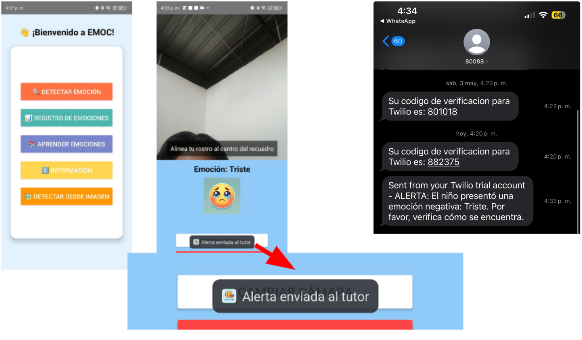 4:17 p. m.
👋 ¡Bienvenido a EMOC!
🔍 DETECTAR EMOCIÓN
📊 REGISTRO DE EMOCIONES
📚 APRENDER EMOCIONES
ℹ️ INFORMACIÓN
🖼️ DETECTAR DESDE IMAGEN
4:33 p. m.
Alinea tu rostro al centro del recuadro
Emoción: Triste
Alerta enviada al tutor
CAMBIAR CÁMARA
Alerta enviada al tutor
4:34
66
WhatsApp
60
80088
sáb, 3 may, 4:22 p. m.
Su codigo de verificacion para
Twilio es: 801018
4:22 p. m.
hoy, 4:20 p. m.
Su codigo de verificacion para
Twilio es: 882375
4:20 p. m.
Sent from your Twilio trial account
- ALERTA: El niño presentó una
emoción negativa: Triste. Por
favor, verifica cómo se encuentra.
4:33 p. m.